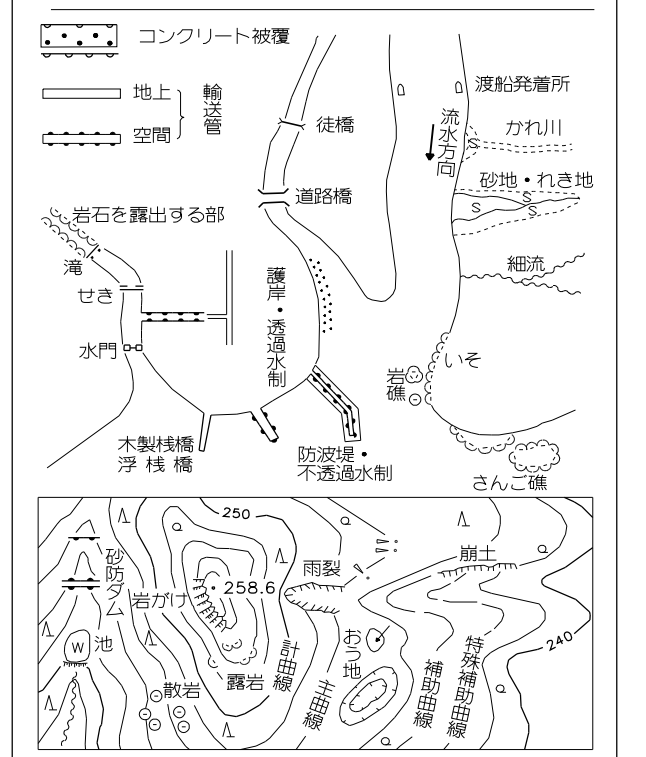 コンクリート被覆
地上
空間
輸送管
渡船発着所
流水方向
かれ川
徒橋
砂地・れき地
S
S
S
S
道路橋
岩石を露出する部
滝
せき
細流
護岸・透過水制
水門
いそ
岩礁
木製桟橋
浮桟橋
防波堤・
不透過水制
さんご礁
250
砂防ダム
岩がけ
258.6
雨裂
崩土
240
W
池
計曲線
おう地
特殊補助曲線
露岩
主曲線
補助曲線
散岩